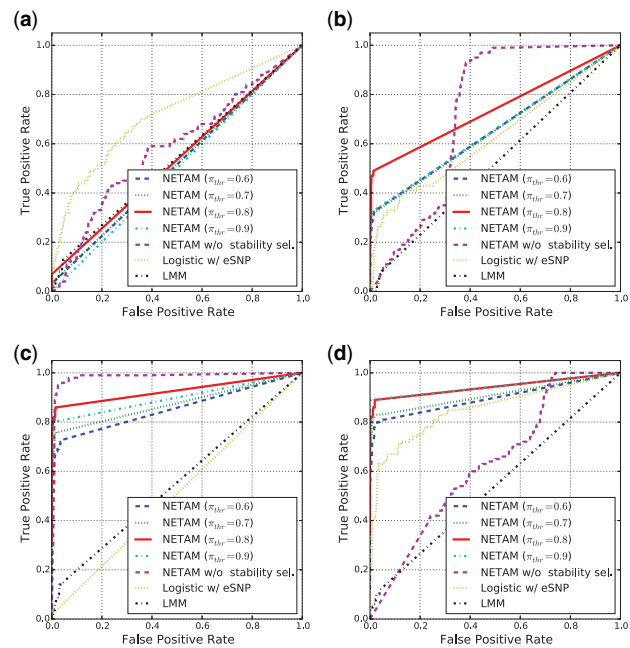 (a)
True Positive Rate
1.0
0.8
0.6
0.4
0.2
0.0
NETAM (π_thr=0.6)
NETAM (π_thr=0.7)
NETAM (π_thr=0.8)
NETAM (π_thr=0.9)
NETAM w/o stability sel.
Logistic w/ eSNP
LMM
0.0 0.2 0.4 0.6 0.8 1.0
False Positive Rate
(b)
True Positive Rate
1.0
0.8
0.6
0.4
0.2
0.0
NETAM (π_thr=0.6)
NETAM (π_thr=0.7)
NETAM (π_thr=0.8)
NETAM (π_thr=0.9)
NETAM w/o stability sel.
Logistic w/ eSNP
LMM
0.0 0.2 0.4 0.6 0.8 1.0
False Positive Rate
(c)
True Positive Rate
1.0
0.8
0.6
0.4
0.2
0.0
NETAM (π_thr=0.6)
NETAM (π_thr=0.7)
NETAM (π_thr=0.8)
NETAM (π_thr=0.9)
NETAM w/o stability sel.
Logistic w/ eSNP
LMM
0.0 0.2 0.4 0.6 0.8 1.0
False Positive Rate
(d)
True Positive Rate
1.0
0.8
0.6
0.4
0.2
0.0
NETAM (π_thr=0.6)
NETAM (π_thr=0.7)
NETAM (π_thr=0.8)
NETAM (π_thr=0.9)
NETAM w/o stability sel.
Logistic w/ eSNP
LMM
0.0 0.2 0.4 0.6 0.8 1.0
False Positive Rate